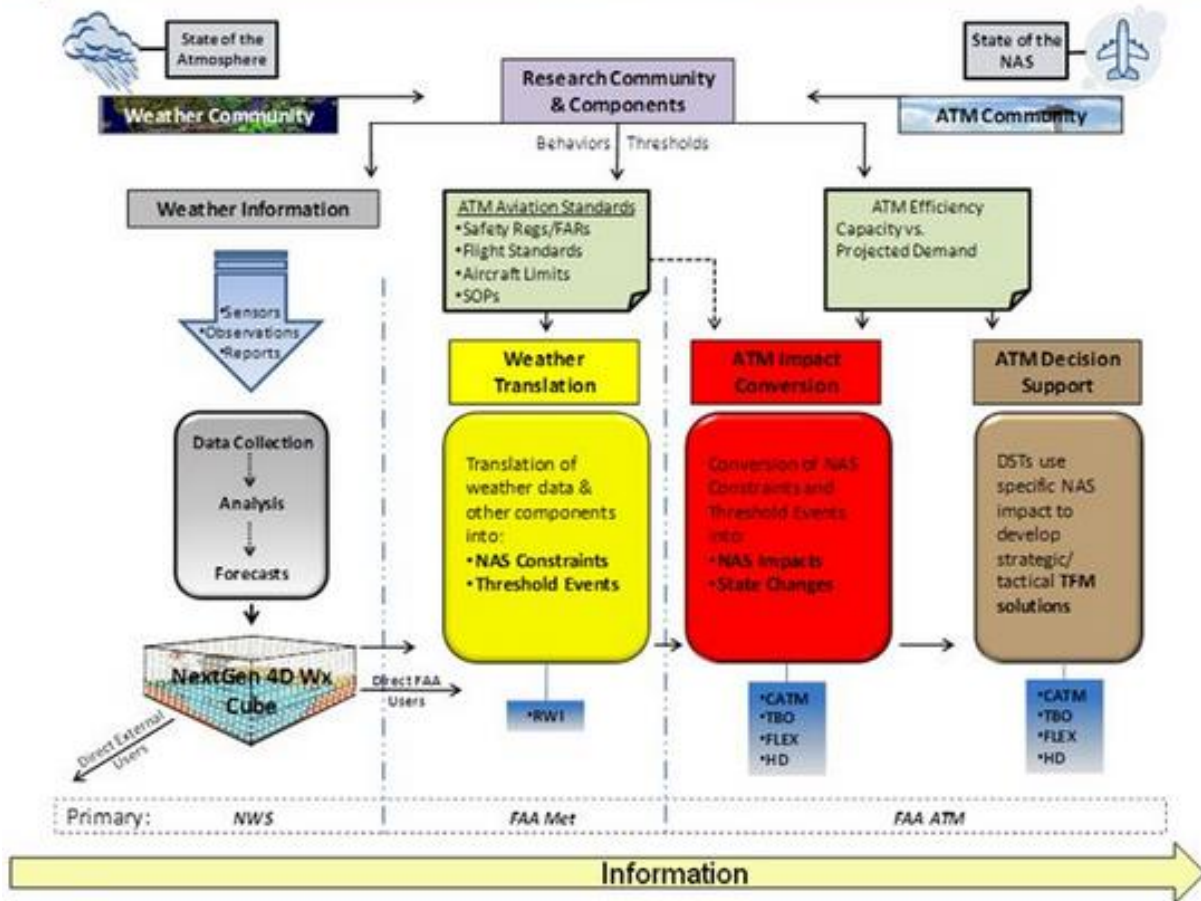 State of the
Atmosphere
Weather Community
Research Community
& Components
State of the
NAS
ATM Community
Behaviors
Thresholds
Weather Information
•Sensors
•Observations
•Reports
Data Collection
Analysis
Forecasts
NextGen 4D Wx
Cube
Direct External
Users
Direct FAA
Users
ATM Aviation Standards
•Safety Regs/FARs
•Flight Standards
•Aircraft Limits
•SOPs
Weather
Translation
Translation of
weather data &
other components
into:
•NAS Constraints
•Threshold Events
•RWI
ATM Efficiency
Capacity vs.
Projected Demand
ATM Impact
Conversion
Conversion of NAS
Constraints and
Threshold Events
into:
•NAS Impacts
•State Changes
•CATM
•TBO
•FLEX
•HD
ATM Decision
Support
DSTs use
specific NAS
impact to
develop
strategic/
tactical TFM
solutions
•CATM
•TBO
•FLEX
•HD
Primary:
NWS
FAA Met
FAA ATM
Information